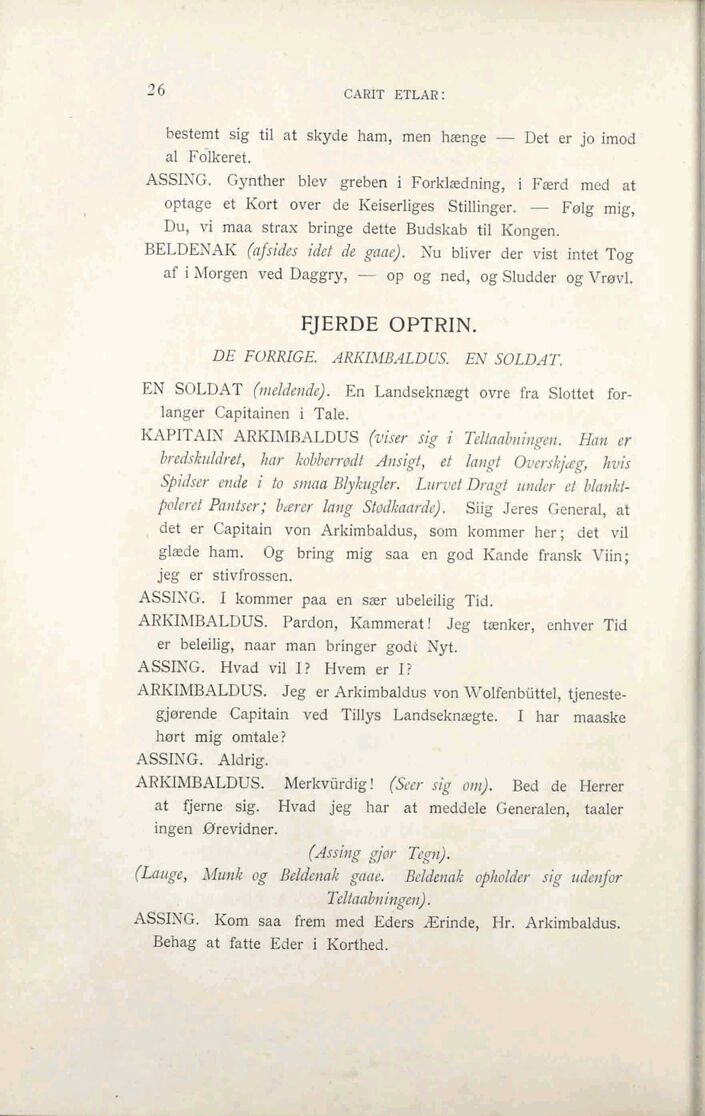 26
CARIT ETLAR:
bestemt sig til at skyde ham, men hænge — Det er jo imod
al Folkeret.
ASSING. Gynther blev greben i Forklædning, i Færd med at
optage et Kort over de Keiserliges Stillinger. — Følg mig,
Du, vi maa strax bringe dette Budskab til Kongen.
BELDENAK (afsides idet de gaae). Nu bliver der vist intet Tog
af i Morgen ved Daggry, — op og ned, og Sludder og Vrøvl.
FJERDE OPTRIN.
DE FORRIGE. ARKIMBALDUS. EN SOLDAT.
EN SOLDAT (meldende). En Landseknægt ovre fra Slottet for-
langer Capitainen i Tale.
KAPITAIN ARKIMBALDUS (viser sig i Teltaabningen. Han er
bredskuldret, har kobberrødt Ansigt, et langt Overskjæg, hvis
Spidser ende i to smaa Blykugler. Lurvet Dragt under et blankt-
poleret Pantser; bærer lang Stødkaarde). Siig Jeres General, at
det er Capitain von Arkimbaldus, som kommer her; det vil
glæde ham. Og bring mig saa en god Kande fransk Viin;
jeg er stivfrossen.
ASSING. I kommer paa en sær ubeleilig Tid.
ARKIMBALDUS. Pardon, Kammerat! Jeg tænker, enhver Tid
er beleilig, naar man bringer godt Nyt.
ASSING. Hvad vil I? Hvem er I?
ARKIMBALDUS. Jeg er Arkimbaldus von Wolfenbüttel, tjeneste-
gjørende Capitain ved Tillys Landseknægte. I har maaske
hørt mig omtale?
ASSING. Aldrig.
ARKIMBALDUS. Merkvürdig! (Seer sig om). Bed de Herrer
at fjerne sig. Hvad jeg har at meddele Generalen, taaler
ingen Ørevidner.
(Assing gjør Tegn).
(Lauge, Munk og Beldenak gaae. Beldenak opholder sig udenfor
Teltaabningen).
ASSING. Kom saa frem med Eders Ærinde, Hr. Arkimbaldus.
Behag at fatte Eder i Korthed.